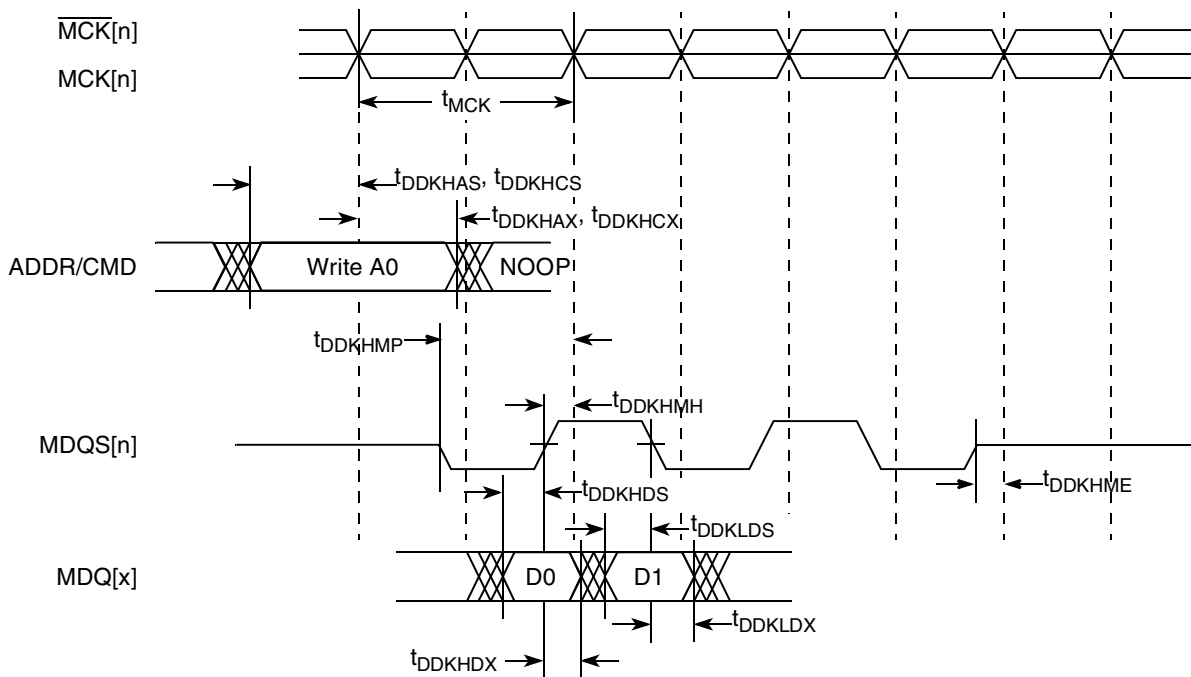 MCK[n]
MCK[n]
tMCK
tDDKHAS, tDDKHCS
tDDKHAX, tDDKHCX
ADDR/CMD
Write A0
NOOP
tDDKHMP
tDDKHMH
MDQS[n]
tDDKHDS
tDDKHME
tDDKLDS
MDQ[x]
D0
D1
tDDKLDX
tDDKHDX